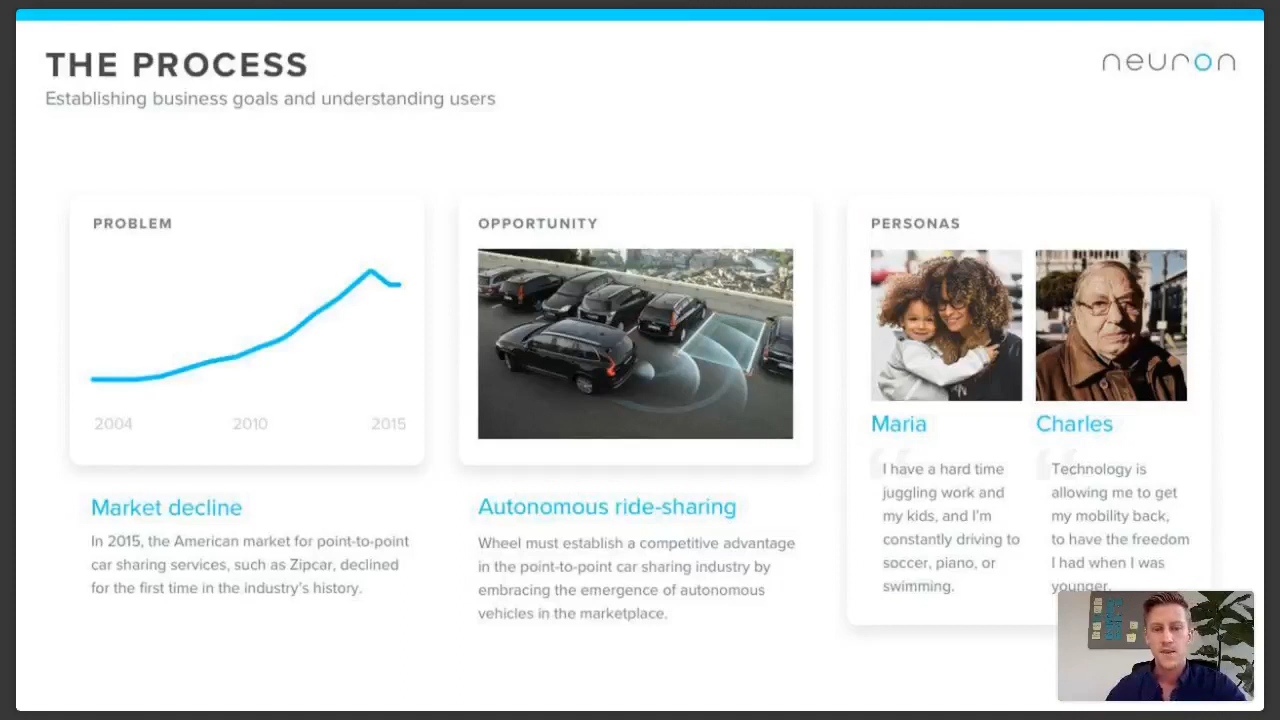 THE PROCESS
neuron
Establishing business goals and understanding users
PROBLEM
2004 2010 2015
Market decline
In 2015, the American market for point-to-point
car sharing services, such as Zipcar, declined
for the first time in the industry's history.
OPPORTUNITY
Autonomous ride-sharing
Wheel must establish a competitive advantage
in the point-to-point car sharing industry by
embracing the emergence of autonomous
vehicles in the marketplace.
PERSONAS
Maria
I have a hard time
juggling work and
my kids, and I'm
constantly driving to
soccer, piano, or
swimming.
Charles
Technology is
allowing me to get
my mobility back,
to have the freedom
I had when I was
younger.